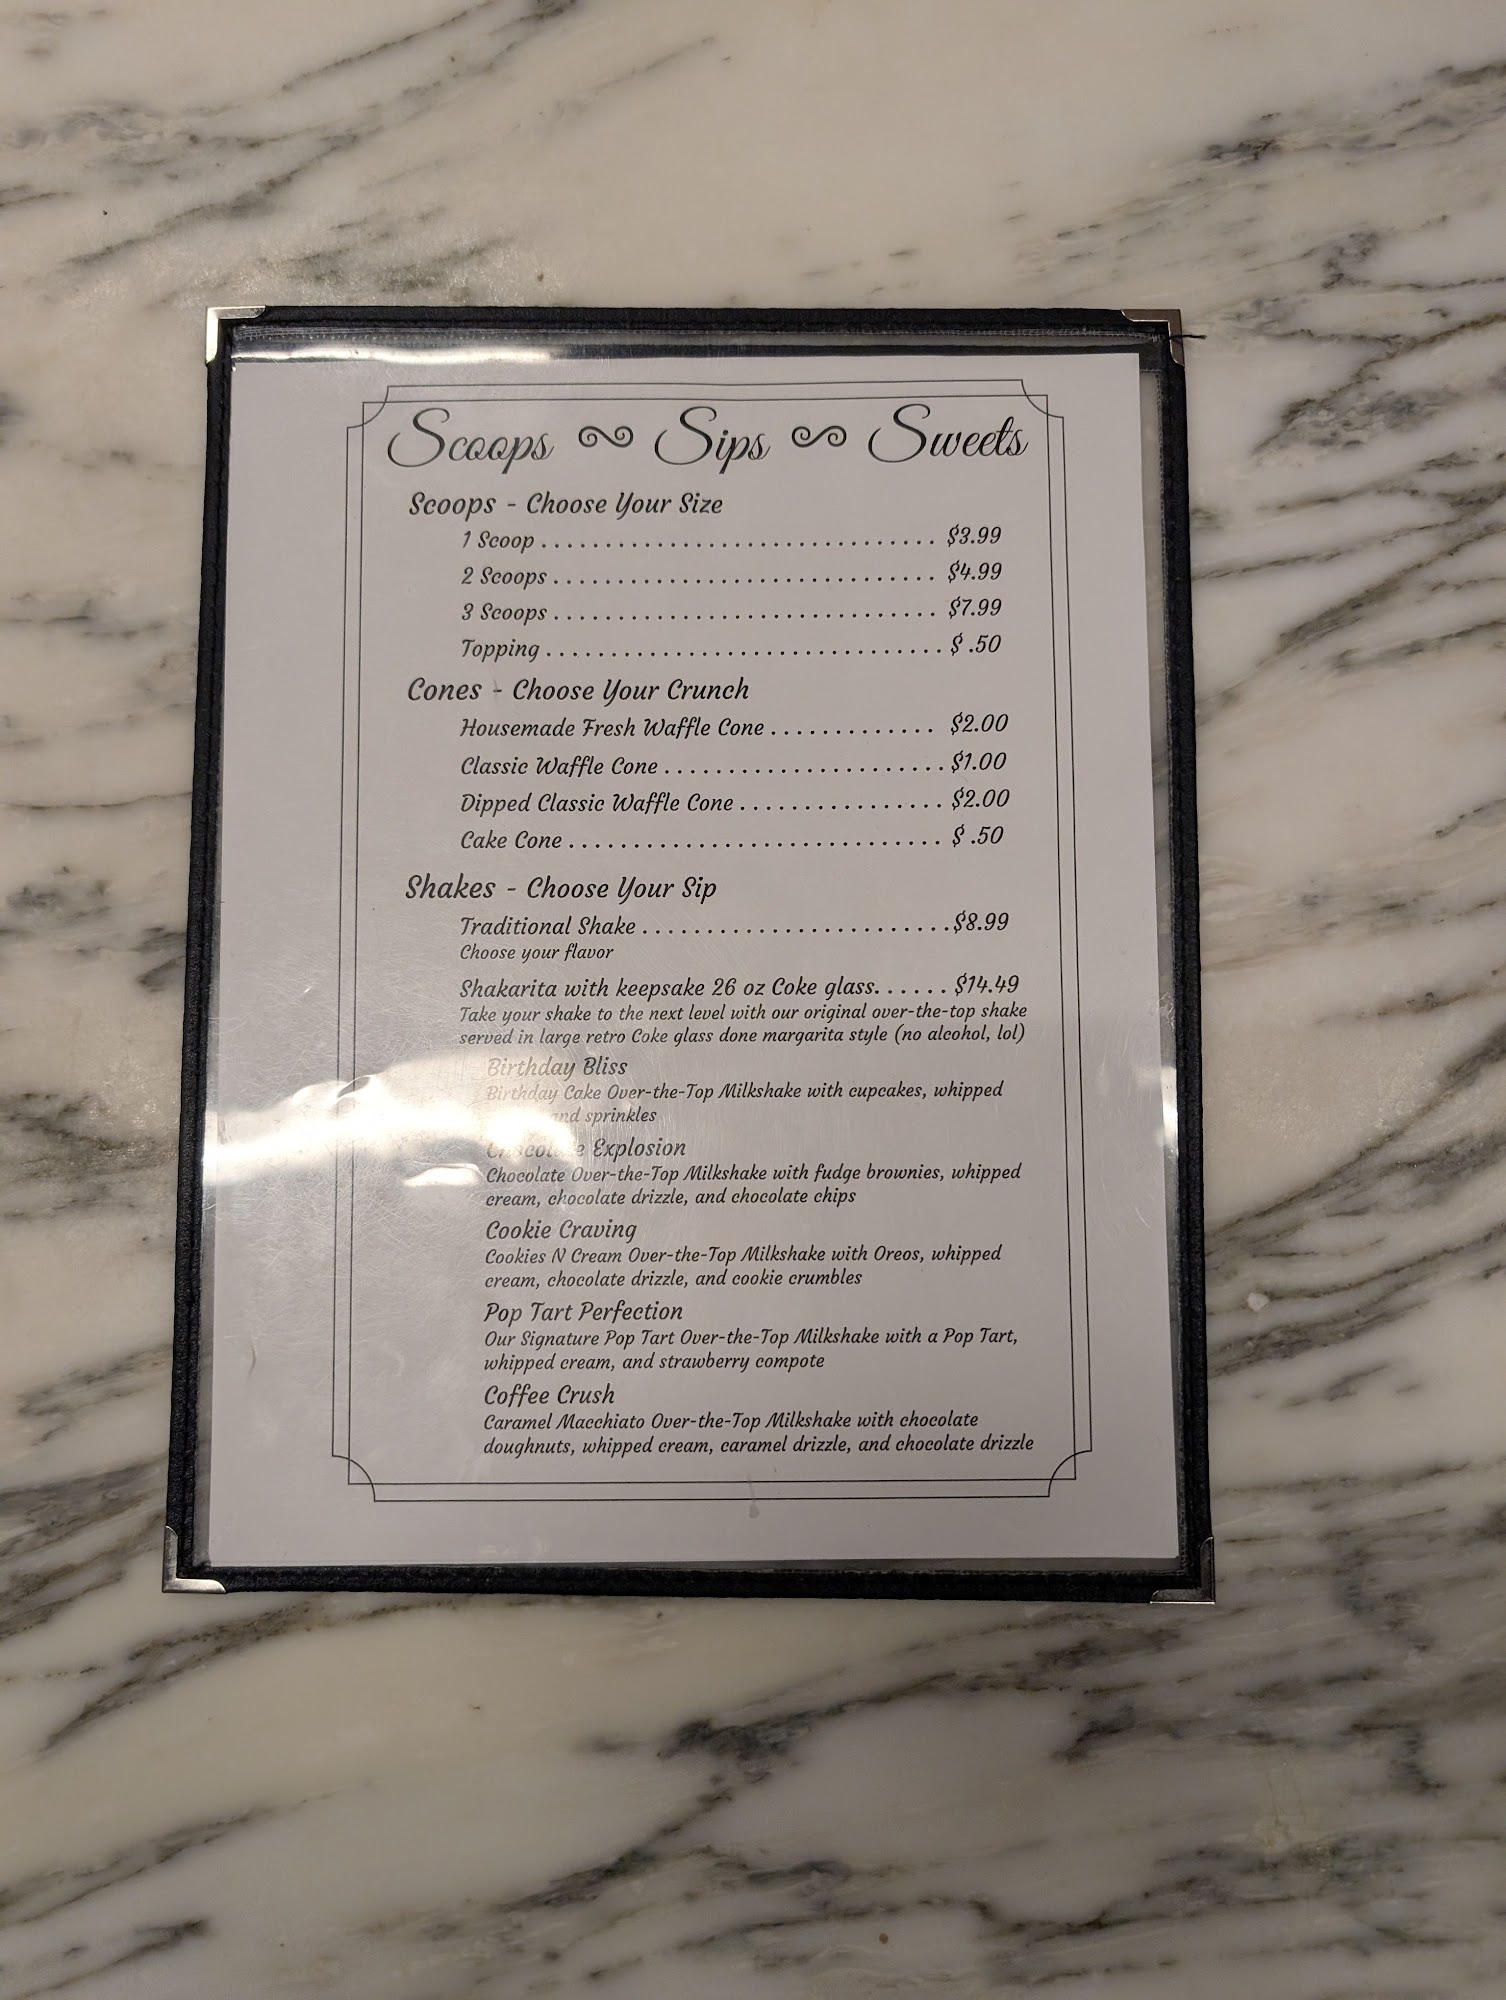 Scoops Sips Sweets
Scoops - Choose Your Size
1 Scoop ................................ $3.99
2 Scoops .............................. $4.99
3 Scoops .............................. $7.99
Topping ............................... $ .50
Cones - Choose Your Crunch
Housemade Fresh Waffle Cone ............. $2.00
Classic Waffle Cone ...................... $1.00
Dipped Classic Waffle Cone ................ $2.00
Cake Cone ............................. $ .50
Shakes - Choose Your Sip
Traditional Shake ........................ $8.99
Choose your flavor
Shakarita with keepsake 26 oz Coke glass...... $14.49
Take your shake to the next level with our original over-the-top shake
served in large retro Coke glass done margarita style (no alcohol, lol)
Birthday Bliss
Birthday Cake Over-the-Top Milkshake with cupcakes, whipped
and sprinkles
Chocolate Explosion
Chocolate Over-the-Top Milkshake with fudge brownies, whipped
cream, chocolate drizzle, and chocolate chips
Cookie Craving
Cookies N Cream Over-the-Top Milkshake with Oreos, whipped
cream, chocolate drizzle, and cookie crumbles
Pop Tart Perfection
Our Signature Pop Tart Over-the-Top Milkshake with a Pop Tart,
whipped cream, and strawberry compote
Coffee Crush
Caramel Macchiato Over-the-Top Milkshake with chocolate
doughnuts, whipped cream, caramel drizzle, and chocolate drizzle